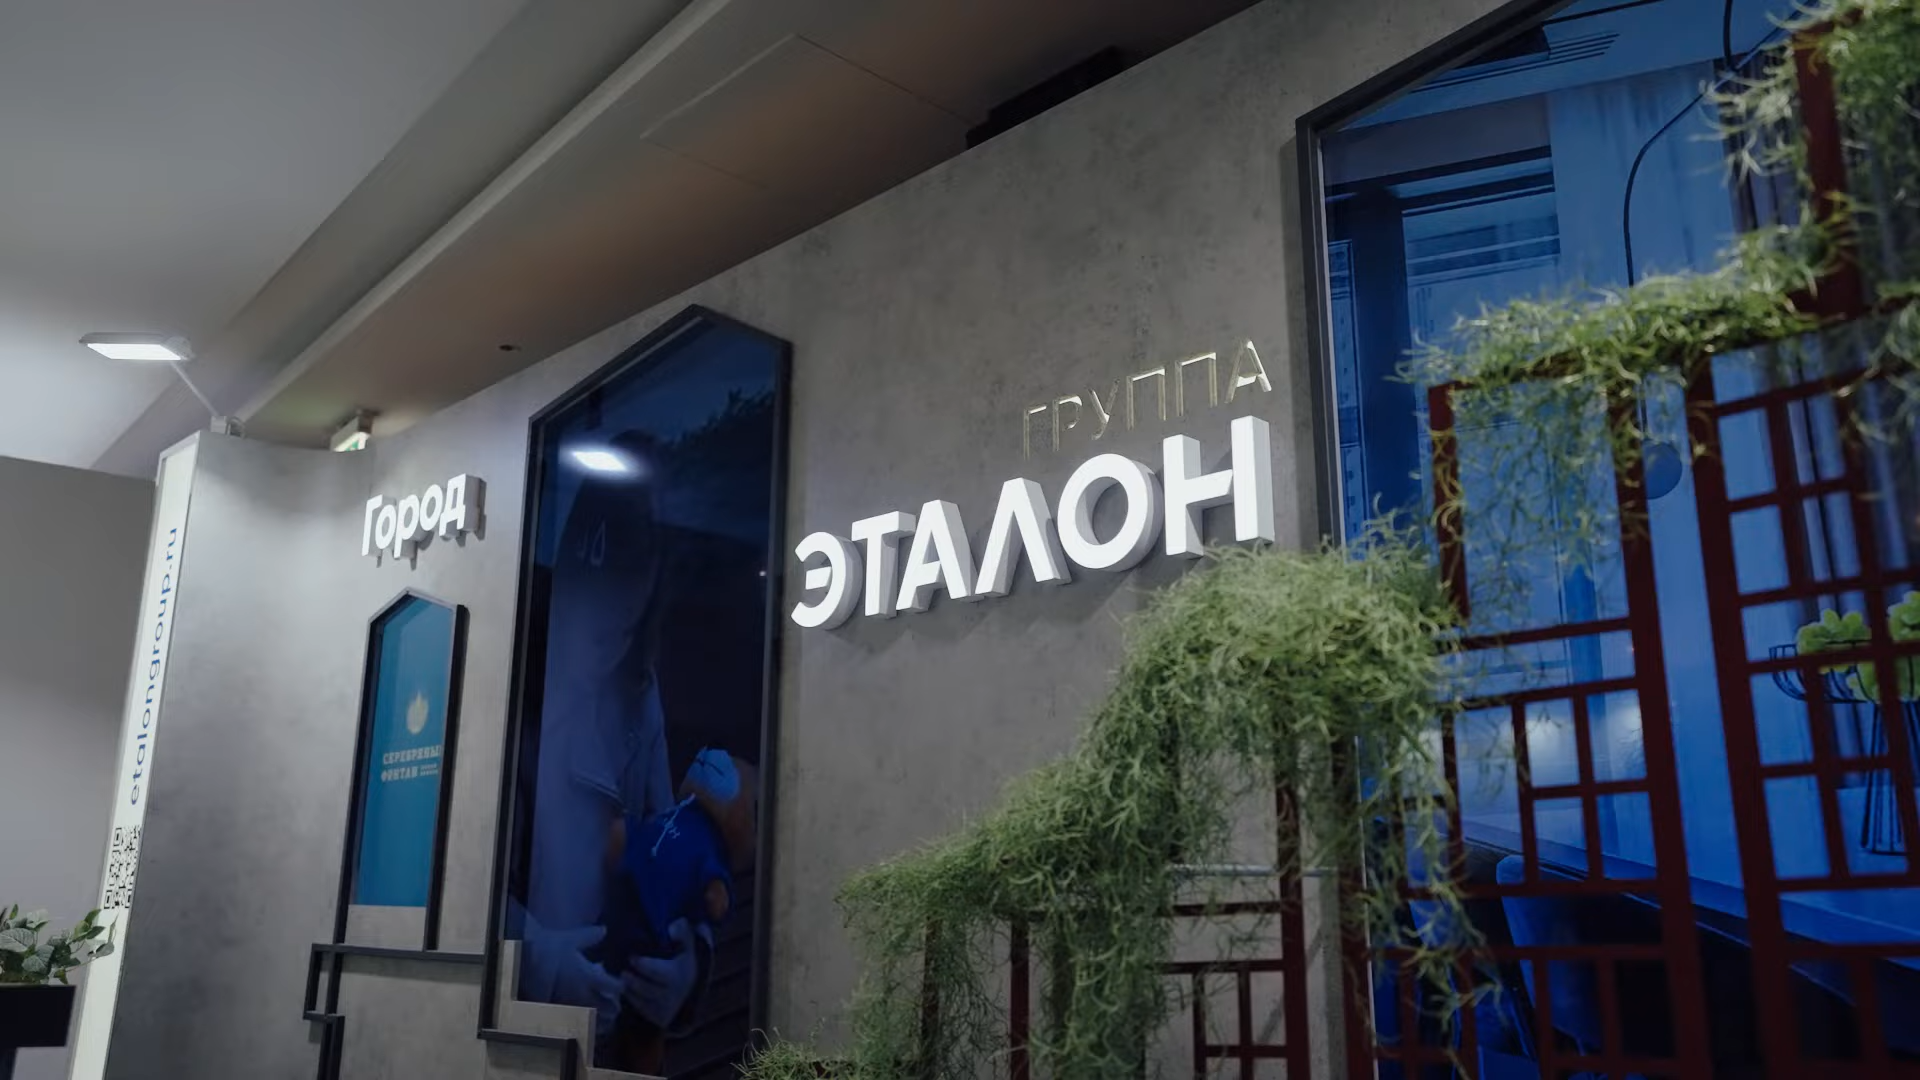 etalongroup.ru
Город
СЕРЕБРЯНЫЙ
ФОНТАН
ГРУППА
ЭТАЛОН